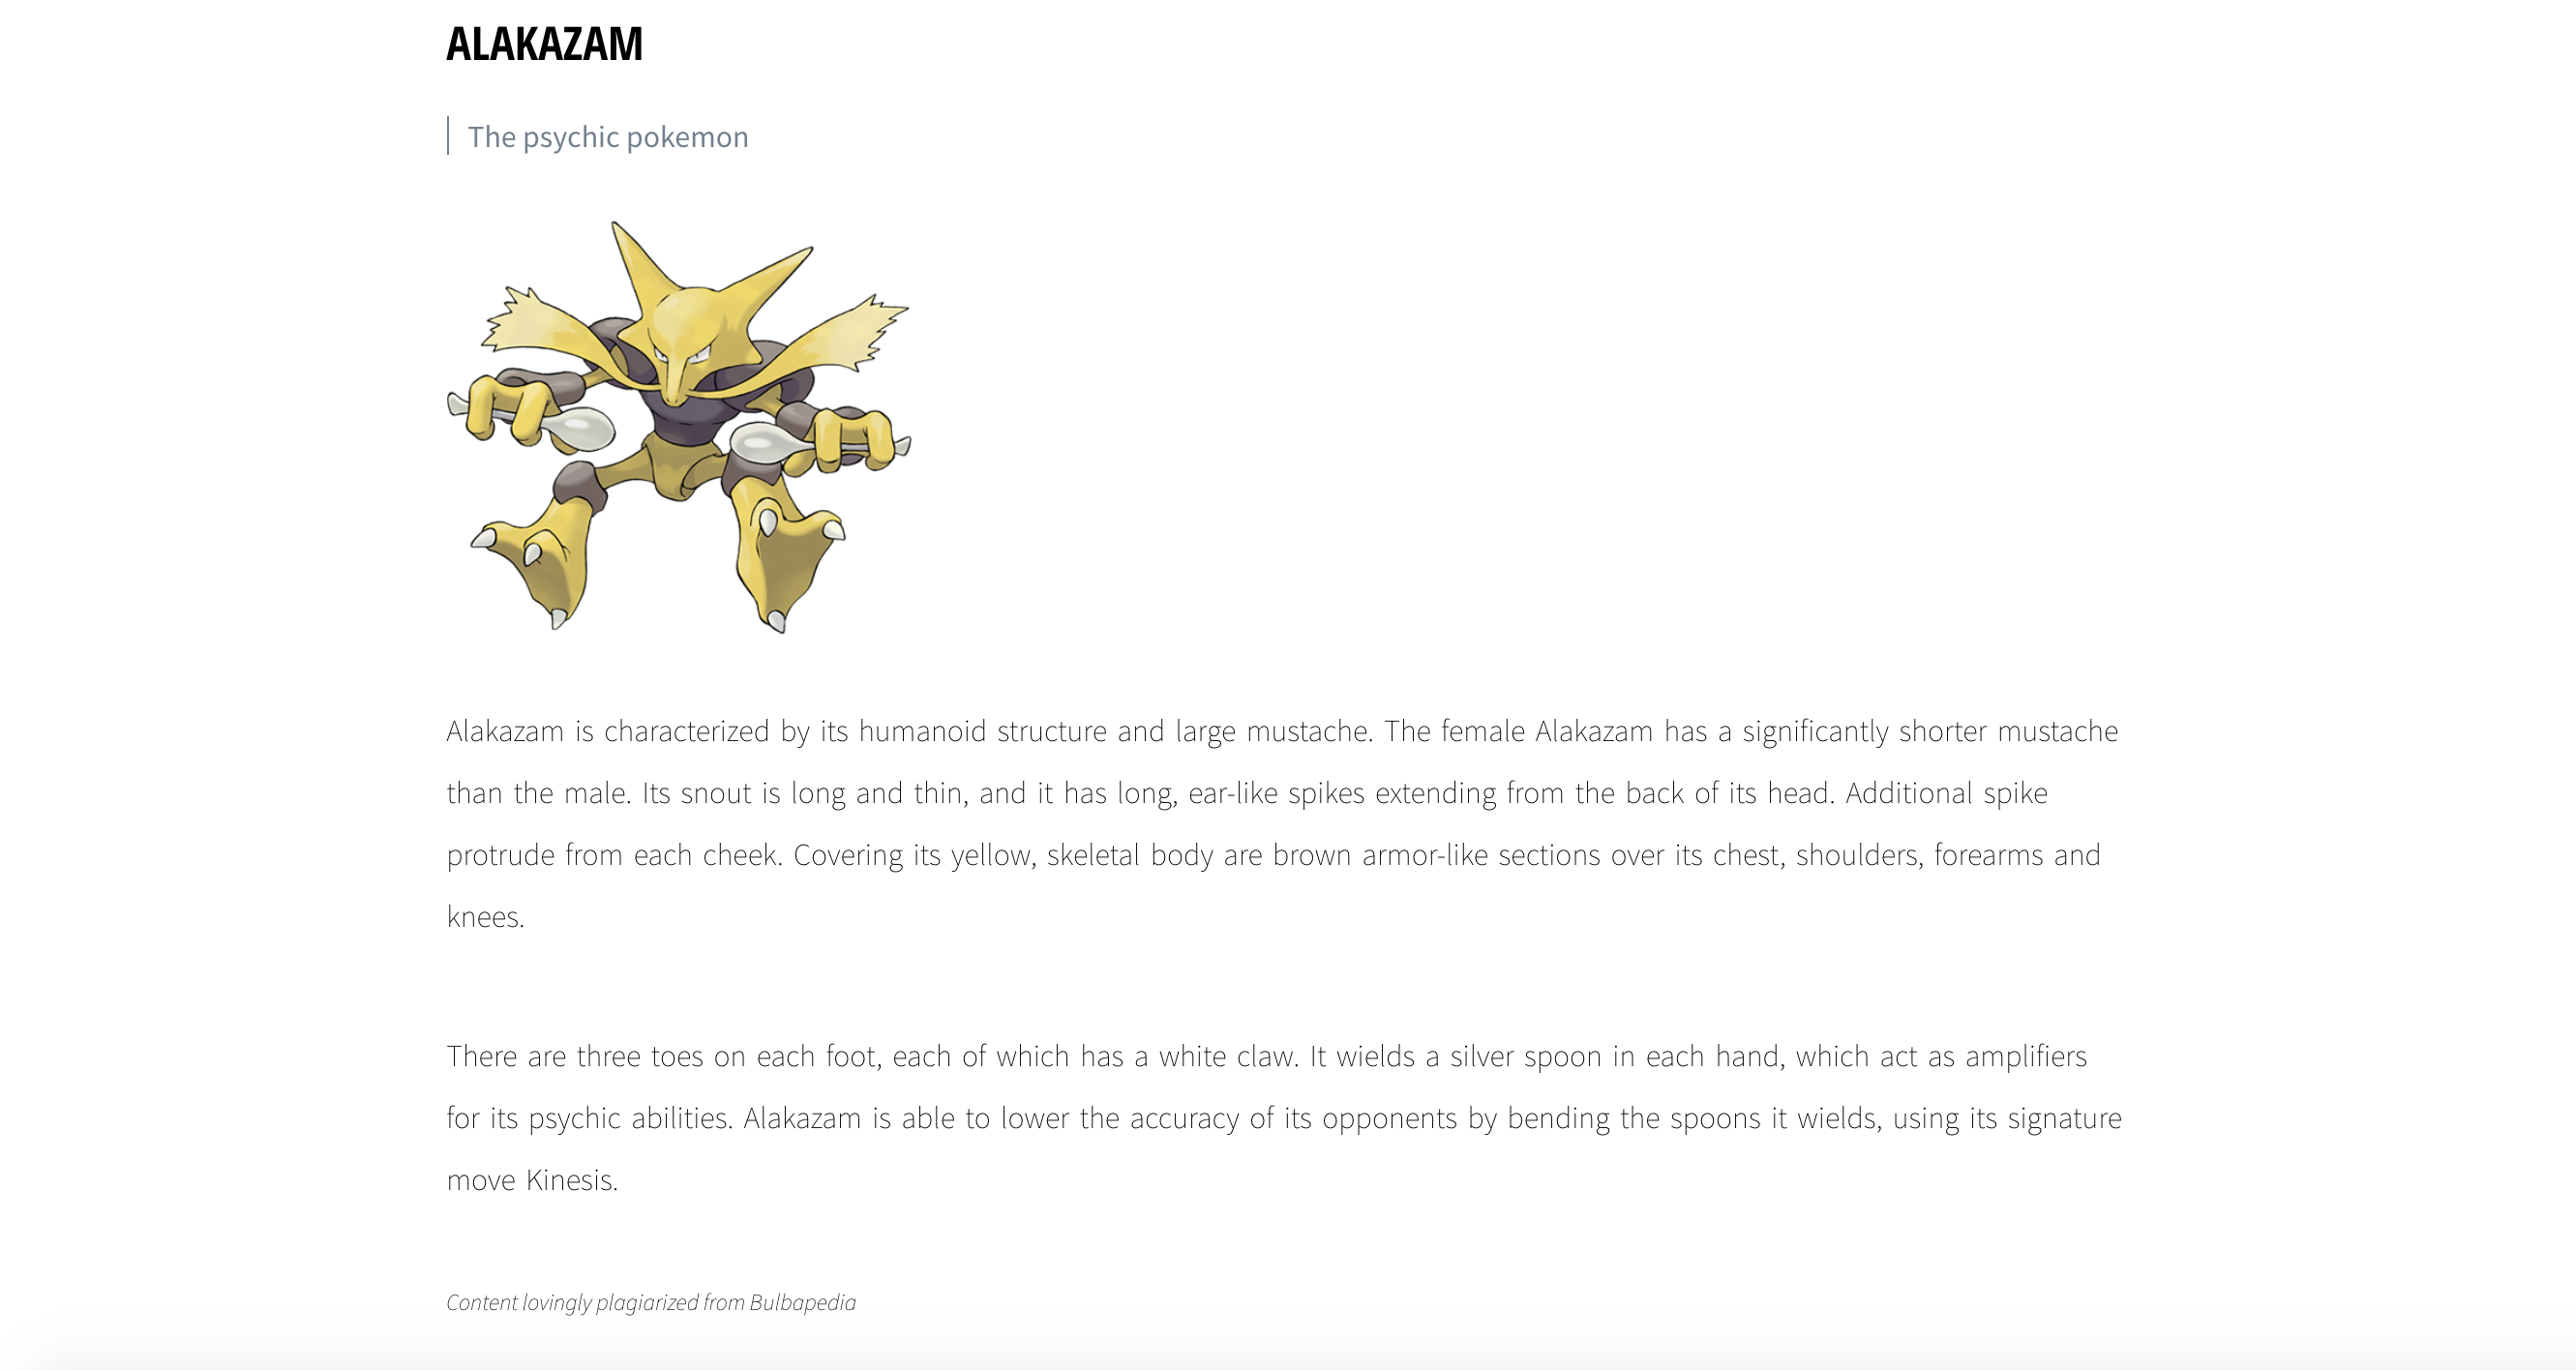 ALAKAZAM
The psychic pokemon
Alakazam is characterized by its humanoid structure and large mustache. The female Alakazam has a significantly shorter mustache
than the male. Its snout is long and thin, and it has long, ear-like spikes extending from the back of its head. Additional spike
protrude from each cheek. Covering its yellow, skeletal body are brown armor-like sections over its chest, shoulders, forearms and
knees.
There are three toes on each foot, each of which has a white claw. It wields a silver spoon in each hand, which act as amplifiers
for its psychic abilities. Alakazam is able to lower the accuracy of its opponents by bending the spoons it wields, using its signature
move Kinesis.
Content lovingly plagiarized from Bulbapedia